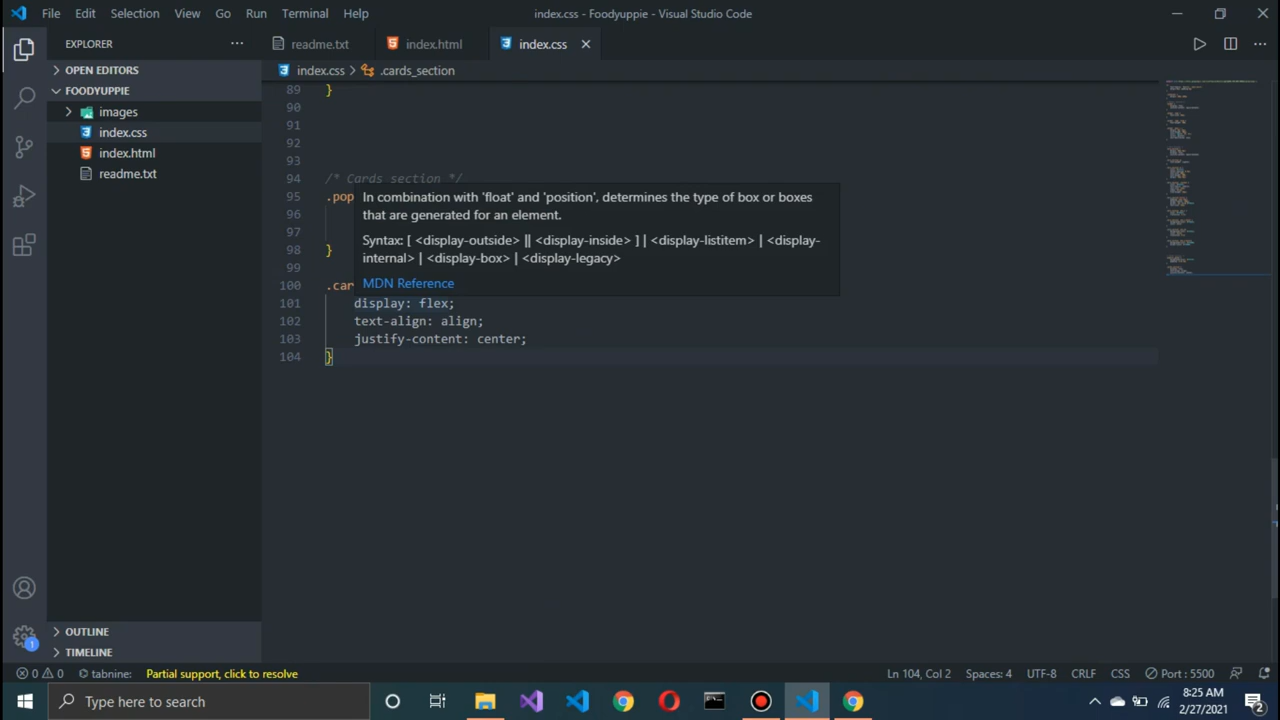 File Edit Selection View Go Run Terminal Help
index.css - Foodyuppie - Visual Studio Code
EXPLORER
readme.txt
index.html
index.css
OPEN EDITORS
index.css
.cards_section
FOODYUPPIE
images
index.css
index.html
readme.txt
89 }
90
91
92
93
94 /* Cards section */
95 .pop
96
97
98 }
99
100 .car
In combination with 'float' and 'position', determines the type of box or boxes
that are generated for an element.
Syntax: [ <display-outside> || <display-inside> ] | <display-listitem> | <display-
internal> | <display-box> | <display-legacy>
MDN Reference
101 display: flex;
102 text-align: align;
103 justify-content: center;
104 }
OUTLINE
TIMELINE
1
0 0 tabnine: Partial support, click to resolve
Ln 104, Col 2 Spaces: 4 UTF-8 CRLF CSS Port : 5500
Type here to search
8:25 AM
2/27/2021
2